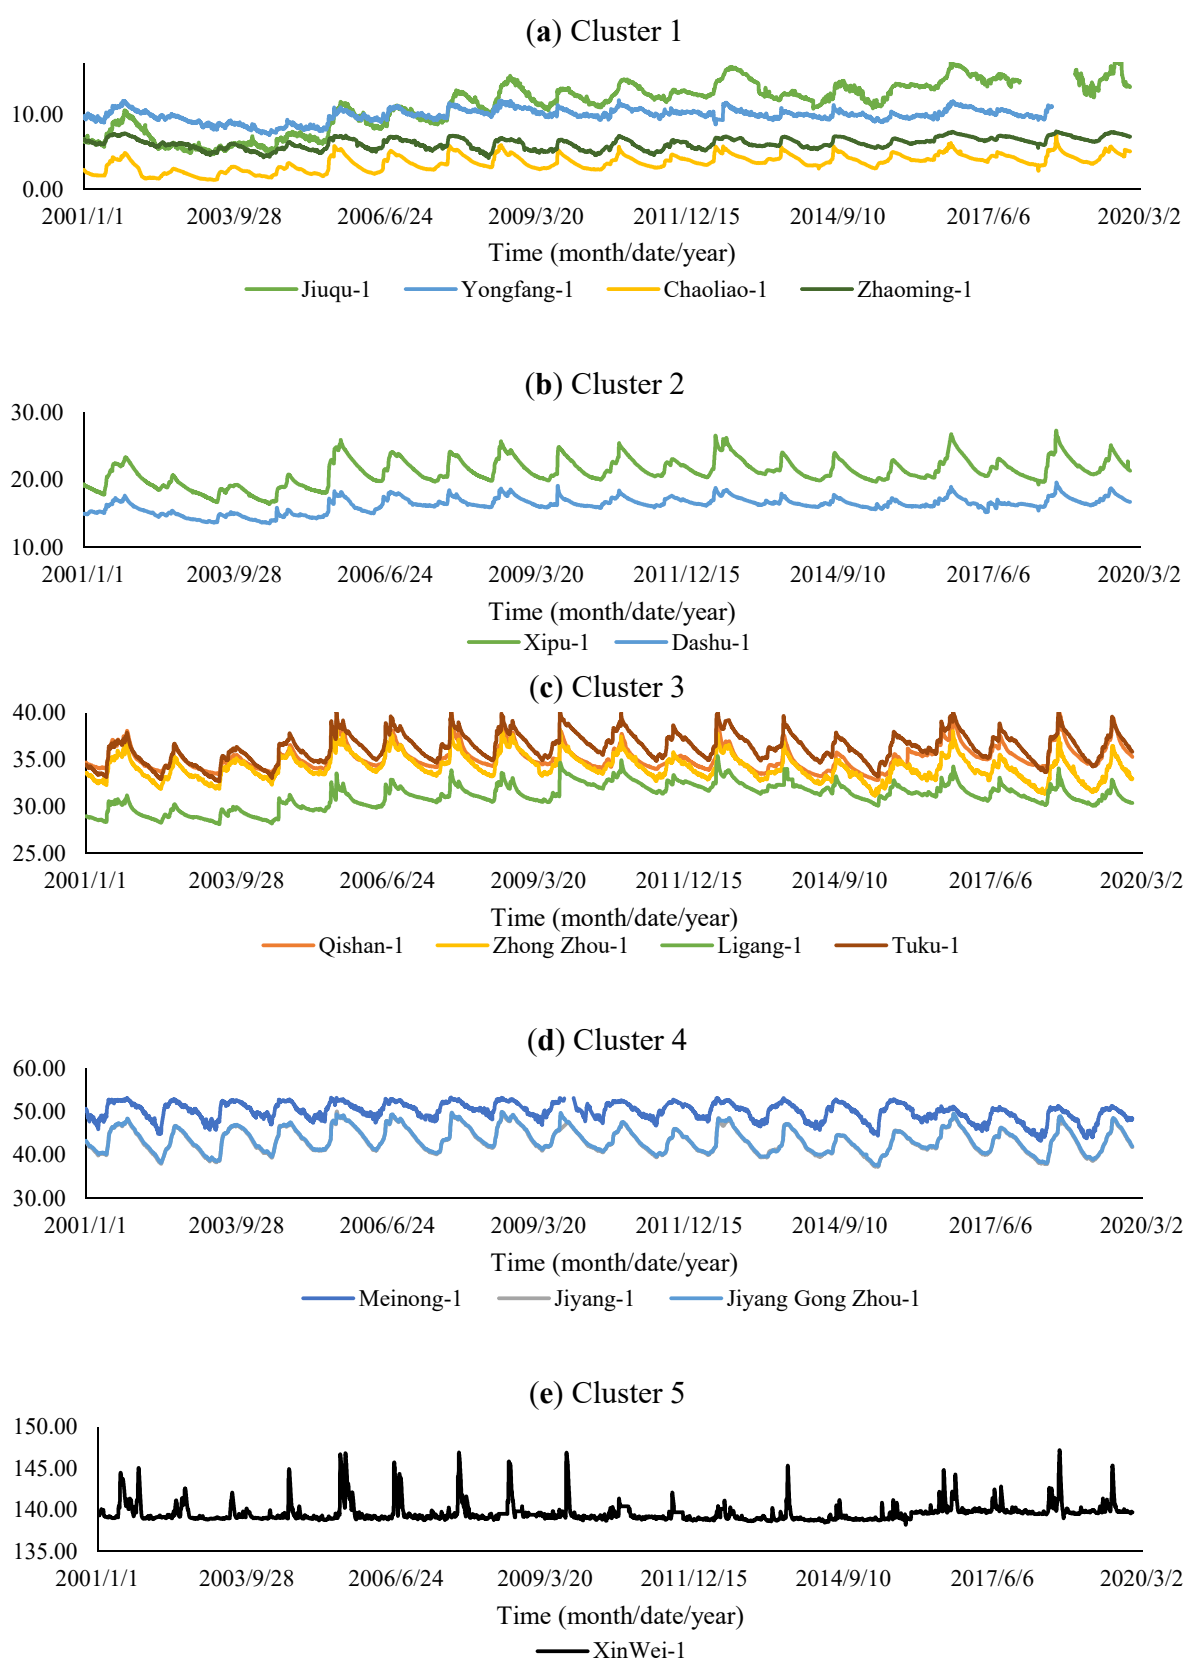 (a) Cluster 1
10.00
0.00
2001/1/1 2003/9/28 2006/6/24 2009/3/20 2011/12/15 2014/9/10 2017/6/6 2020/3/2
Time (month/date/year)
Jiuqu-1 Yongfang-1 Chaoliao-1 Zhaoming-1
(b) Cluster 2
30.00
20.00
10.00
2001/1/1 2003/9/28 2006/6/24 2009/3/20 2011/12/15 2014/9/10 2017/6/6 2020/3/2
Time (month/date/year)
Xipu-1 Dashu-1
(c) Cluster 3
40.00
35.00
30.00
25.00
2001/1/1 2003/9/28 2006/6/24 2009/3/20 2011/12/15 2014/9/10 2017/6/6 2020/3/2
Time (month/date/year)
Qishan-1 Zhong Zhou-1 Ligang-1 Tuku-1
(d) Cluster 4
60.00
50.00
40.00
30.00
2001/1/1 2003/9/28 2006/6/24 2009/3/20 2011/12/15 2014/9/10 2017/6/6 2020/3/2
Time (month/date/year)
Meinong-1 Jiyang-1 Jiyang Gong Zhou-1
(e) Cluster 5
150.00
145.00
140.00
135.00
2001/1/1 2003/9/28 2006/6/24 2009/3/20 2011/12/15 2014/9/10 2017/6/6 2020/3/2
Time (month/date/year)
XinWei-1